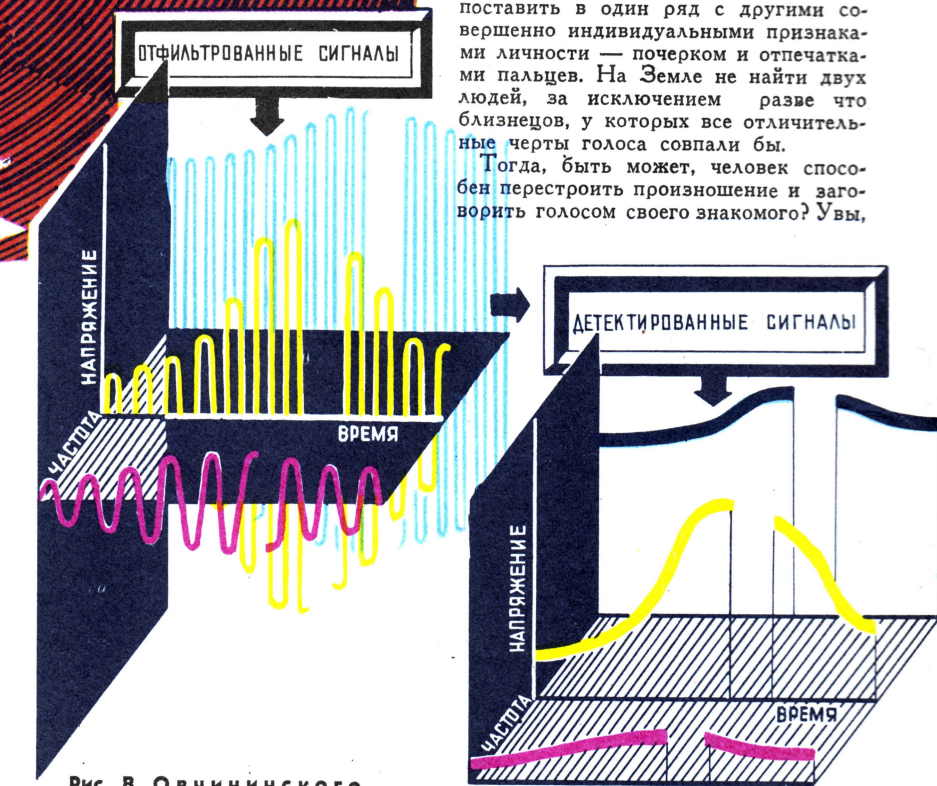 поставить в один ряд с другими со-
вершенно индивидуальными признака-
ми личности — почерком и отпечатка-
ми пальцев. На Земле не найти двух
людей, за исключением разве что
близнецов, у которых все отличитель-
ные черты голоса совпали бы.
Тогда, быть может, человек спосо-
бен перестроить произношение и заго-
ворить голосом своего знакомого? Увы,
ОТФИЛЬТРОВАННЫЕ СИГНАЛЫ
НАПРЯЖЕНИЕ
ЧАСТОТА
ВРЕМЯ
ДЕТЕКТИРОВАННЫЕ СИГНАЛЫ
НАПРЯЖЕНИЕ
ЧАСТОТА
ВРЕМЯ
Рис. В. Овчининского